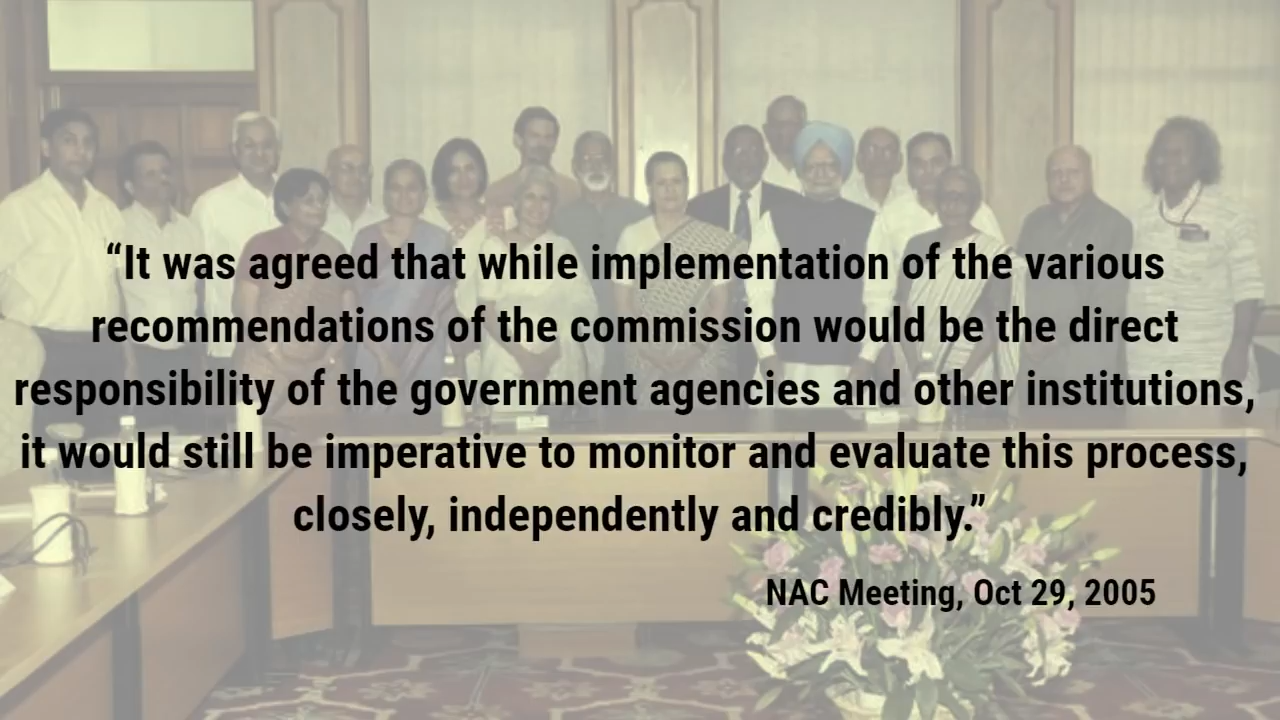 “It was agreed that while implementation of the various
recommendations of the commission would be the direct
responsibility of the government agencies and other institutions,
it would still be imperative to monitor and evaluate this process,
closely, independently and credibly.”
NAC Meeting, Oct 29, 2005